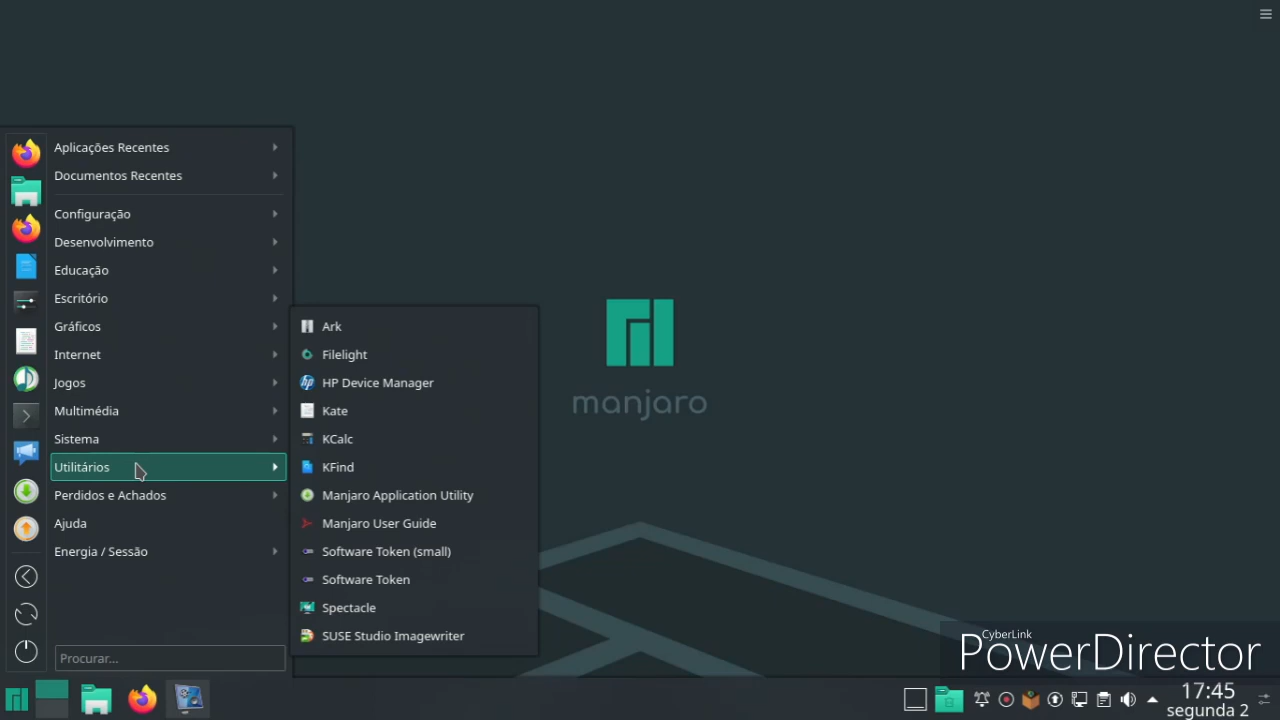 Aplicações Recentes
Documentos Recentes
Configuração
Desenvolvimento
Educação
Escritório
Gráficos
Internet
Jogos
Multimédia
Sistema
Utilitários
Perdidos e Achados
Ajuda
Energia / Sessão
Procurar...
Ark
Filelight
HP Device Manager
Kate
KCalc
KFind
Manjaro Application Utility
Manjaro User Guide
Software Token (small)
Software Token
Spectacle
SUSE Studio Imagewriter
manjaro
CyberLink
PowerDirector
17:45
segunda 2